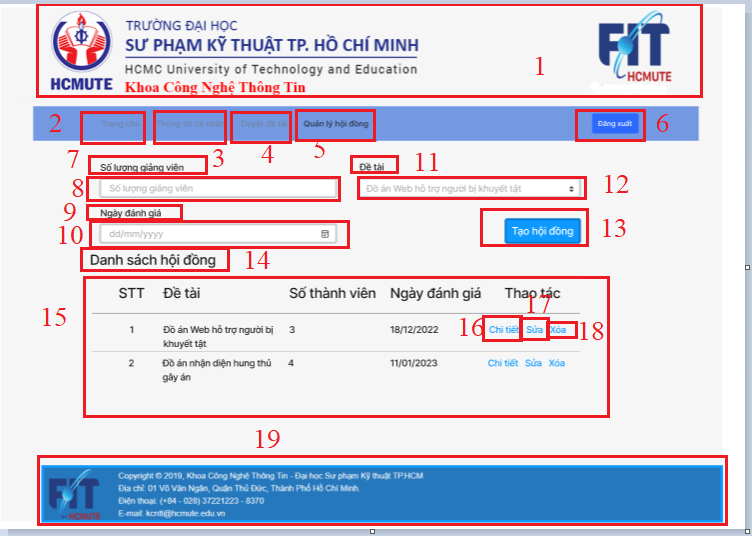 TRƯỜNG ĐẠI HỌC
SƯ PHẠM KỸ THUẬT TP. HỒ CHÍ MINH
HCMC University of Technology and Education
HCMUTE
Khoa Công Nghệ Thông Tin
FIT
HCMUTE
1
2
Trang chủ
Thông tin cá nhân
3
Duyệt đề tài
4
Quản lý hội đồng
5
Đăng xuất
6
7
Số lượng giảng viên
Đề tài
11
8
Số lượng giảng viên
Đồ án Web hỗ trợ người bị khuyết tật
12
9
Ngày đánh giá
10
dd/mm/yyyy
Tạo hội đồng
13
Danh sách hội đồng
14
15
STT Đề tài Số thành viên Ngày đánh giá Thao tác
17
1 Đồ án Web hỗ trợ người bị khuyết tật 3 18/12/2022 16 Chi tiết Sửa Xóa 18
2 Đồ án nhận diện hung thủ gây án 4 11/01/2023 Chi tiết Sửa Xóa
19
FIT
HCMUTE
Copyright © 2019, Khoa Công Nghệ Thông Tin - Đại học Sư phạm Kỹ thuật TP.HCM
Địa chỉ: 01 Võ Văn Ngân, Quận Thủ Đức, Thành Phố Hồ Chí Minh.
Điện thoại: (+84 - 028) 37221223 - 8370
E-mail: kcntt@hcmute.edu.vn